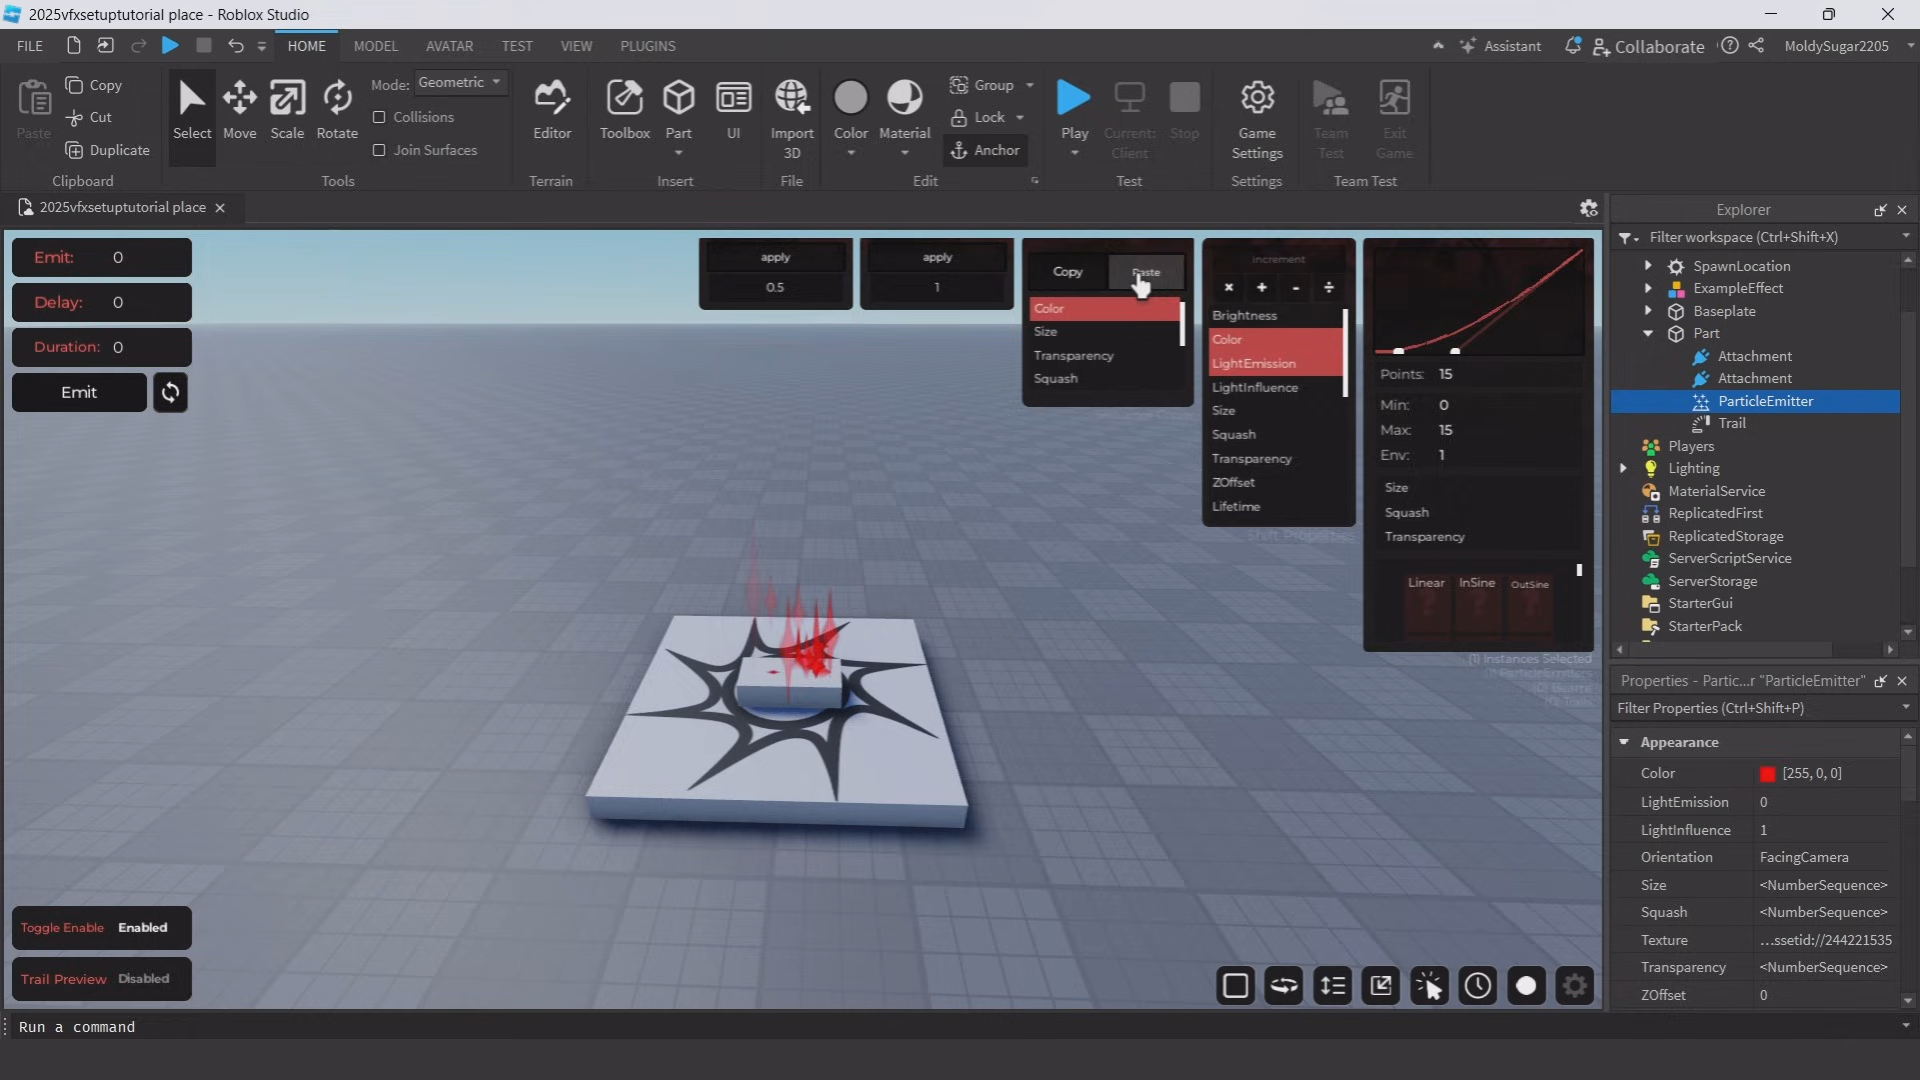 2025vfxsetuptutorial place - Roblox Studio
FILE
HOME
MODEL
AVATAR
TEST
VIEW
PLUGINS
Assistant
Collaborate
MoldySugar2205
Paste
Copy
Cut
Duplicate
Clipboard
Select
Move
Scale
Rotate
Mode: Geometric
Collisions
Join Surfaces
Tools
Editor
Terrain
Toolbox
Part
UI
Insert
Import
3D
File
Color
Material
Group
Lock
Anchor
Edit
Play
Current:
Client
Stop
Test
Game
Settings
Settings
Team
Test
Exit
Game
Team Test
2025vfxsetuptutorial place
Emit: 0
Delay: 0
Duration: 0
Emit
apply
0.5
apply
1
Copy
Paste
Color
Size
Transparency
Squash
Increment
× + - ÷
Brightness
Color
LightEmission
LightInfluence
Size
Squash
Transparency
ZOffset
Lifetime
Shift Properties
Points: 15
Min: 0
Max: 15
Env: 1
Size
Squash
Transparency
Linear
InSine
OutSine
(1) Instances Selected
Toggle Enable Enabled
Trail Preview Disabled
Run a command
Explorer
Filter workspace (Ctrl+Shift+X)
SpawnLocation
ExampleEffect
Baseplate
Part
Attachment
Attachment
ParticleEmitter
Trail
Players
Lighting
MaterialService
ReplicatedFirst
ReplicatedStorage
ServerScriptService
ServerStorage
StarterGui
StarterPack
Properties - Partic...r "ParticleEmitter"
Filter Properties (Ctrl+Shift+P)
Appearance
Color [255, 0, 0]
LightEmission 0
LightInfluence 1
Orientation FacingCamera
Size <NumberSequence>
Squash <NumberSequence>
Texture ...ssetid://244221535
Transparency <NumberSequence>
ZOffset 0